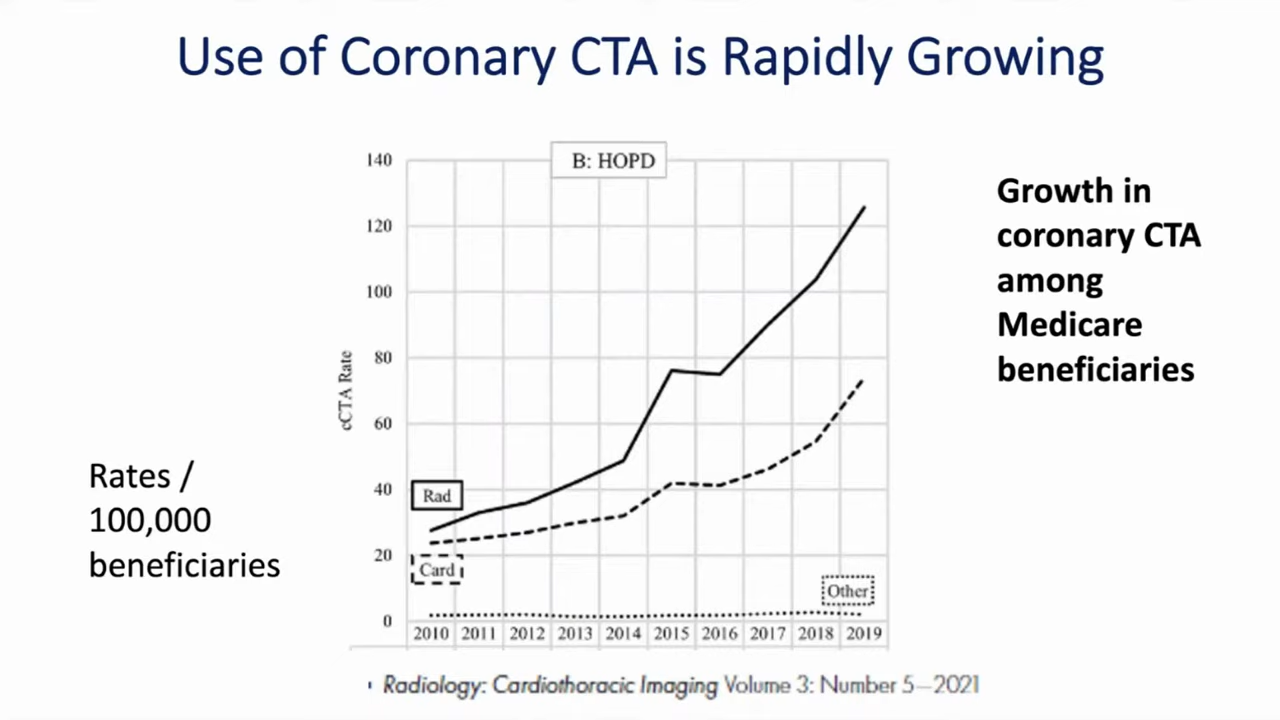 Use of Coronary CTA is Rapidly Growing
B: HOPD
140
120
100
80
60
40
20
0
cCTA Rate
Rad
Card
Other
2010 2011 2012 2013 2014 2015 2016 2017 2018 2019
Rates /
100,000
beneficiaries
Growth in
coronary CTA
among
Medicare
beneficiaries
Radiology: Cardiothoracic Imaging Volume 3: Number 5—2021